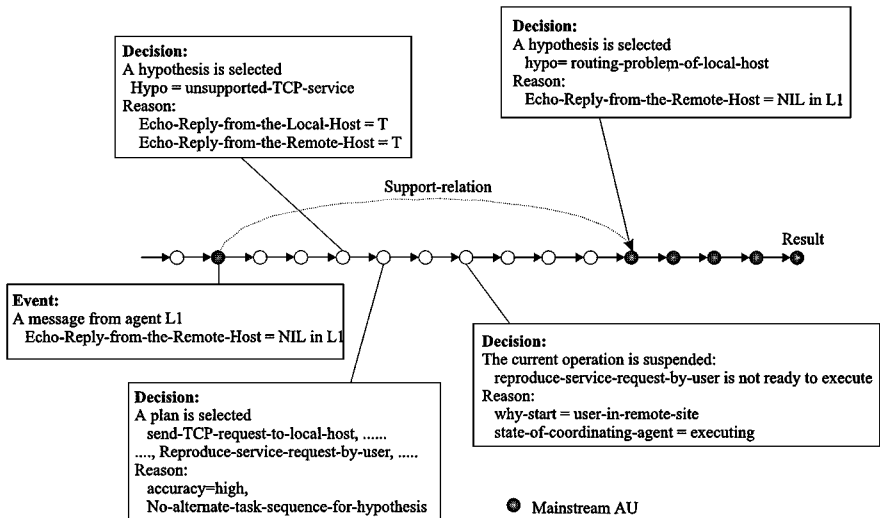 Decision:
A hypothesis is selected
Hypo = unsupported-TCP-service
Reason:
Echo-Reply-from-the-Local-Host = T
Echo-Reply-from-the-Remote-Host = T
Decision:
A hypothesis is selected
hypo= routing-problem-of-local-host
Reason:
Echo-Reply-from-the-Remote-Host = NIL in L1
Support-relation
Result
Event:
A message from agent L1
Echo-Reply-from-the-Remote-Host = NIL in L1
Decision:
The current operation is suspended:
reproduce-service-request-by-user is not ready to execute
Reason:
why-start = user-in-remote-site
state-of-coordinating-agent = executing
Decision:
A plan is selected
send-TCP-request-to-local-host, ......
....., Reproduce-service-request-by-user, .....
Reason:
accuracy=high,
No-alternate-task-sequence-for-hypothesis
Mainstream AU